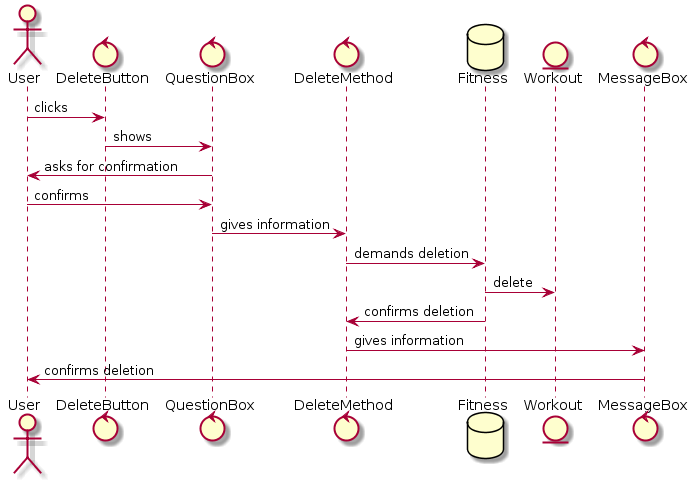 User DeleteButton QuestionBox DeleteMethod Fitness Workout MessageBox
clicks
shows
asks for confirmation
confirms
gives information
demands deletion
delete
confirms deletion
gives information
confirms deletion
User DeleteButton QuestionBox DeleteMethod Fitness Workout MessageBox